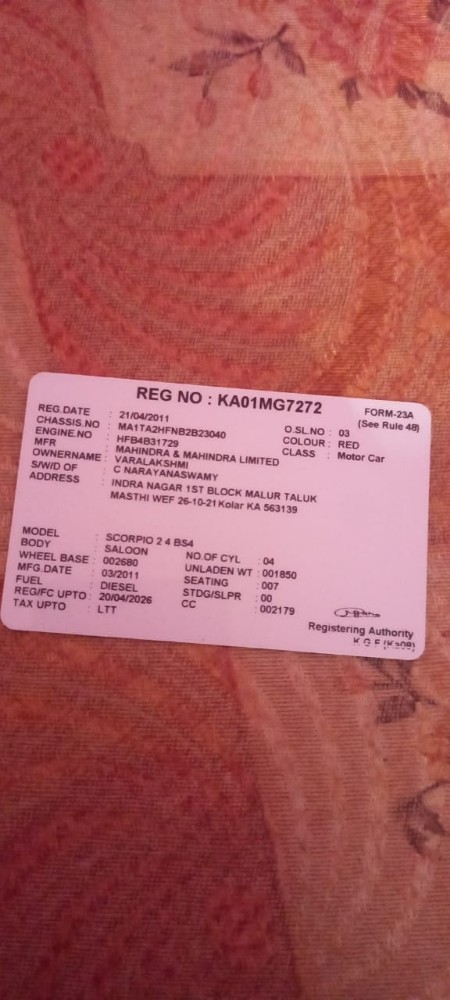 REG NO : KA01MG7272
FORM-23A
(See Rule 48)
REG.DATE : 21/04/2011
CHASSIS.NO : MA1TA2HFNB2B23040 O.SL.NO : 03
ENGINE.NO : HFB4B31729 COLOUR : RED
MFR : MAHINDRA & MAHINDRA LIMITED CLASS : Motor Car
OWNERNAME : VARALAKSHMI
S/W/D OF : C NARAYANASWAMY
ADDRESS : INDRA NAGAR 1ST BLOCK MALUR TALUK
MASTHI WEF 26-10-21 Kolar KA 563139
MODEL : SCORPIO 2 4 BS4
BODY : SALOON NO.OF CYL : 04
WHEEL BASE : 002680 UNLADEN WT : 001850
MFG.DATE : 03/2011 SEATING : 007
FUEL : DIESEL STDG/SLPR : 00
REG/FC UPTO : 20/04/2026 CC : 002179
TAX UPTO : LTT
Registering Authority
K G F